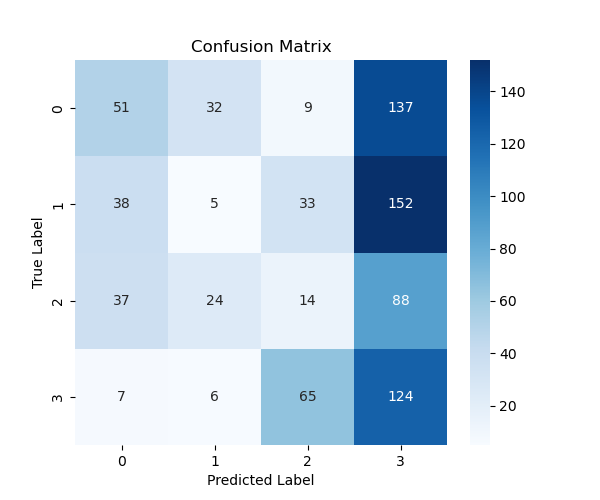 Confusion Matrix
0 51 32 9 137
1 38 5 33 152
2 37 24 14 88
3 7 6 65 124
0 1 2 3
Predicted Label
True Label
140
120
100
80
60
40
20